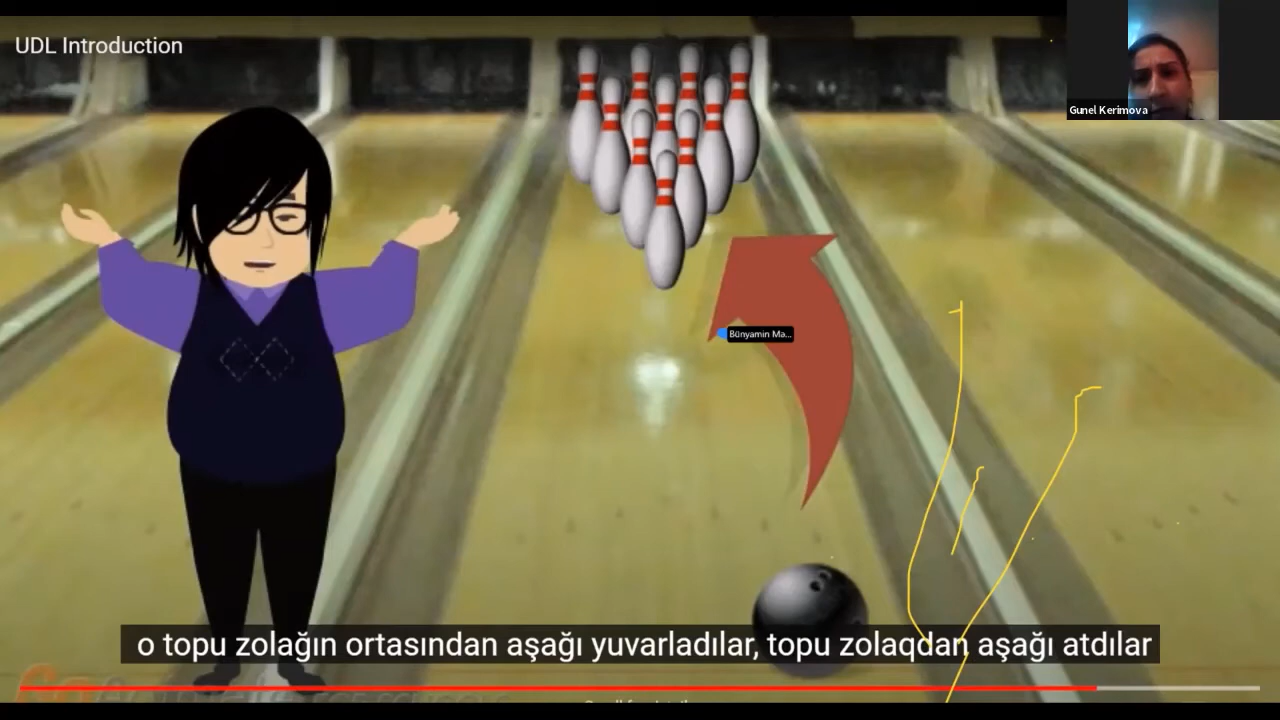 UDL Introduction
Gunel Kerimova
Bünyamin Ma...
o topu zolağın ortasından aşağı yuvarladılar, topu zolaqdan aşağı atdılar